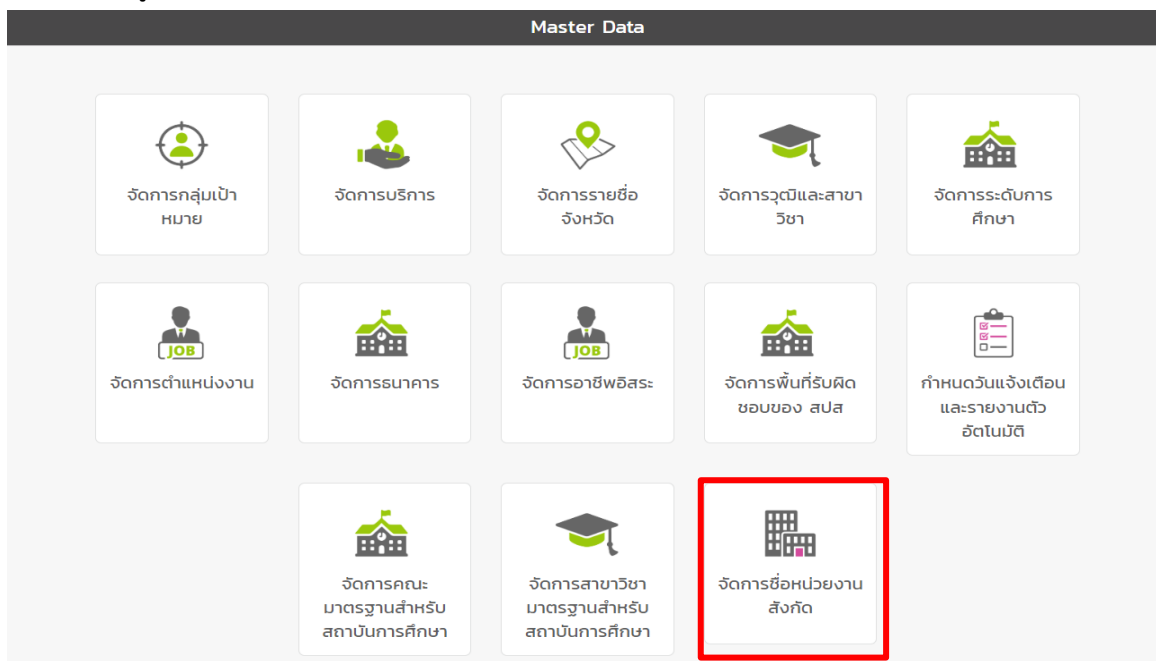 Master Data
จัดการกลุ่มเป้า
หมาย
จัดการบริการ
จัดการรายชื่อ
จังหวัด
จัดการวุฒิและสาขา
วิชา
จัดการระดับการ
ศึกษา
JOB
จัดการตำแหน่งงาน
จัดการธนาคาร
JOB
จัดการอาชีพอิสระ
จัดการพื้นที่รับผิด
ชอบของ สปส
กำหนดวันแจ้งเตือน
และรายงานตัว
อัตโนมัติ
จัดการคณะ
มาตรฐานสำหรับ
สถาบันการศึกษา
จัดการสาขาวิชา
มาตรฐานสำหรับ
สถาบันการศึกษา
จัดการชื่อหน่วยงาน
สังกัด